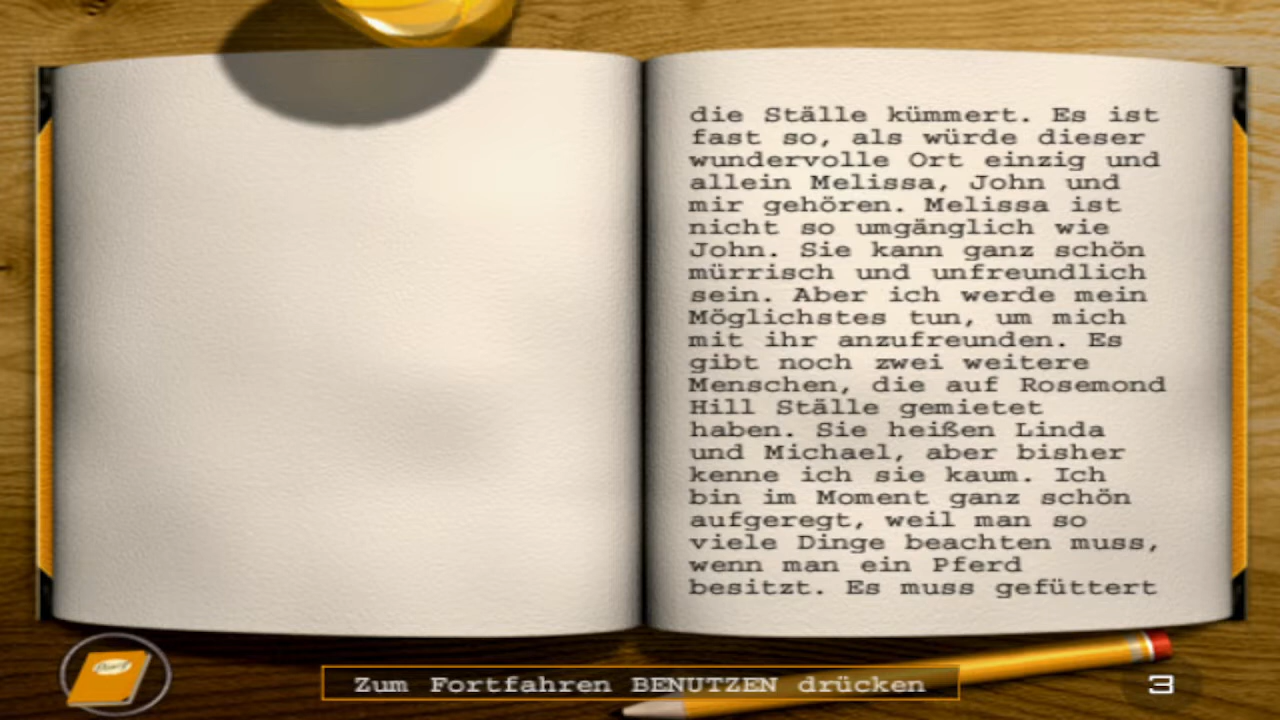 die Ställe kümmert. Es ist
fast so, als würde dieser
wundervolle Ort einzig und
allein Melissa, John und
mir gehören. Melissa ist
nicht so umgänglich wie
John. Sie kann ganz schön
mürrisch und unfreundlich
sein. Aber ich werde mein
Möglichstes tun, um mich
mit ihr anzufreunden. Es
gibt noch zwei weitere
Menschen, die auf Rosemond
Hill Ställe gemietet
haben. Sie heißen Linda
und Michael, aber bisher
kenne ich sie kaum. Ich
bin im Moment ganz schön
aufgeregt, weil man so
viele Dinge beachten muss,
wenn man ein Pferd
besitzt. Es muss gefüttert
Diary
Zum Fortfahren BENUTZEN drücken
3